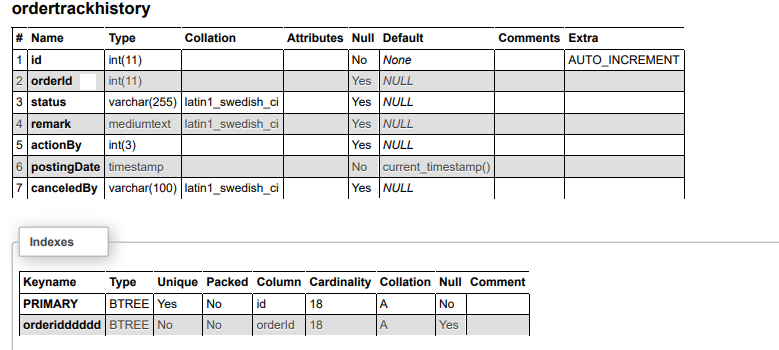 ordertrackhistory
# Name Type Collation Attributes Null Default Comments Extra
1 id int(11) No None AUTO_INCREMENT
2 orderId int(11) Yes NULL
3 status varchar(255) latin1_swedish_ci Yes NULL
4 remark mediumtext latin1_swedish_ci Yes NULL
5 actionBy int(3) Yes NULL
6 postingDate timestamp No current_timestamp()
7 canceledBy varchar(100) latin1_swedish_ci Yes NULL
Indexes
Keyname Type Unique Packed Column Cardinality Collation Null Comment
PRIMARY BTREE Yes No id 18 A No
orteridddddd BTREE No No orderId 18 A Yes